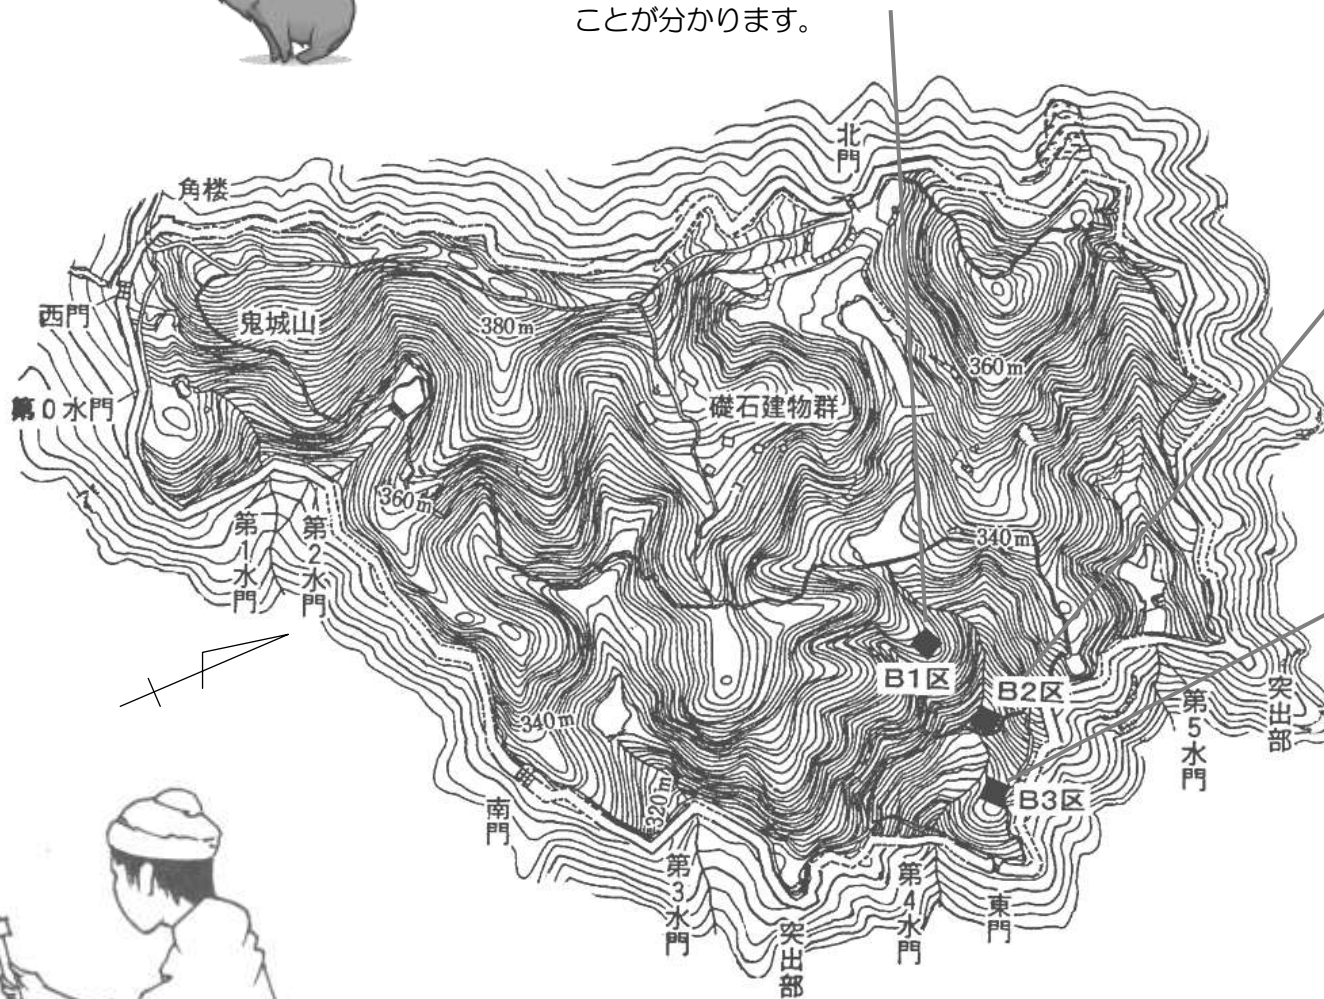 ことが分かります。
北門
角楼
西門
鬼城山
380m
360m
第0水門
礎石建物群
360m
第1水門
第2水門
340m
B1区
B2区
第5水門
突出部
340m
320m
B3区
南門
第3水門
第4水門
東門
突出部